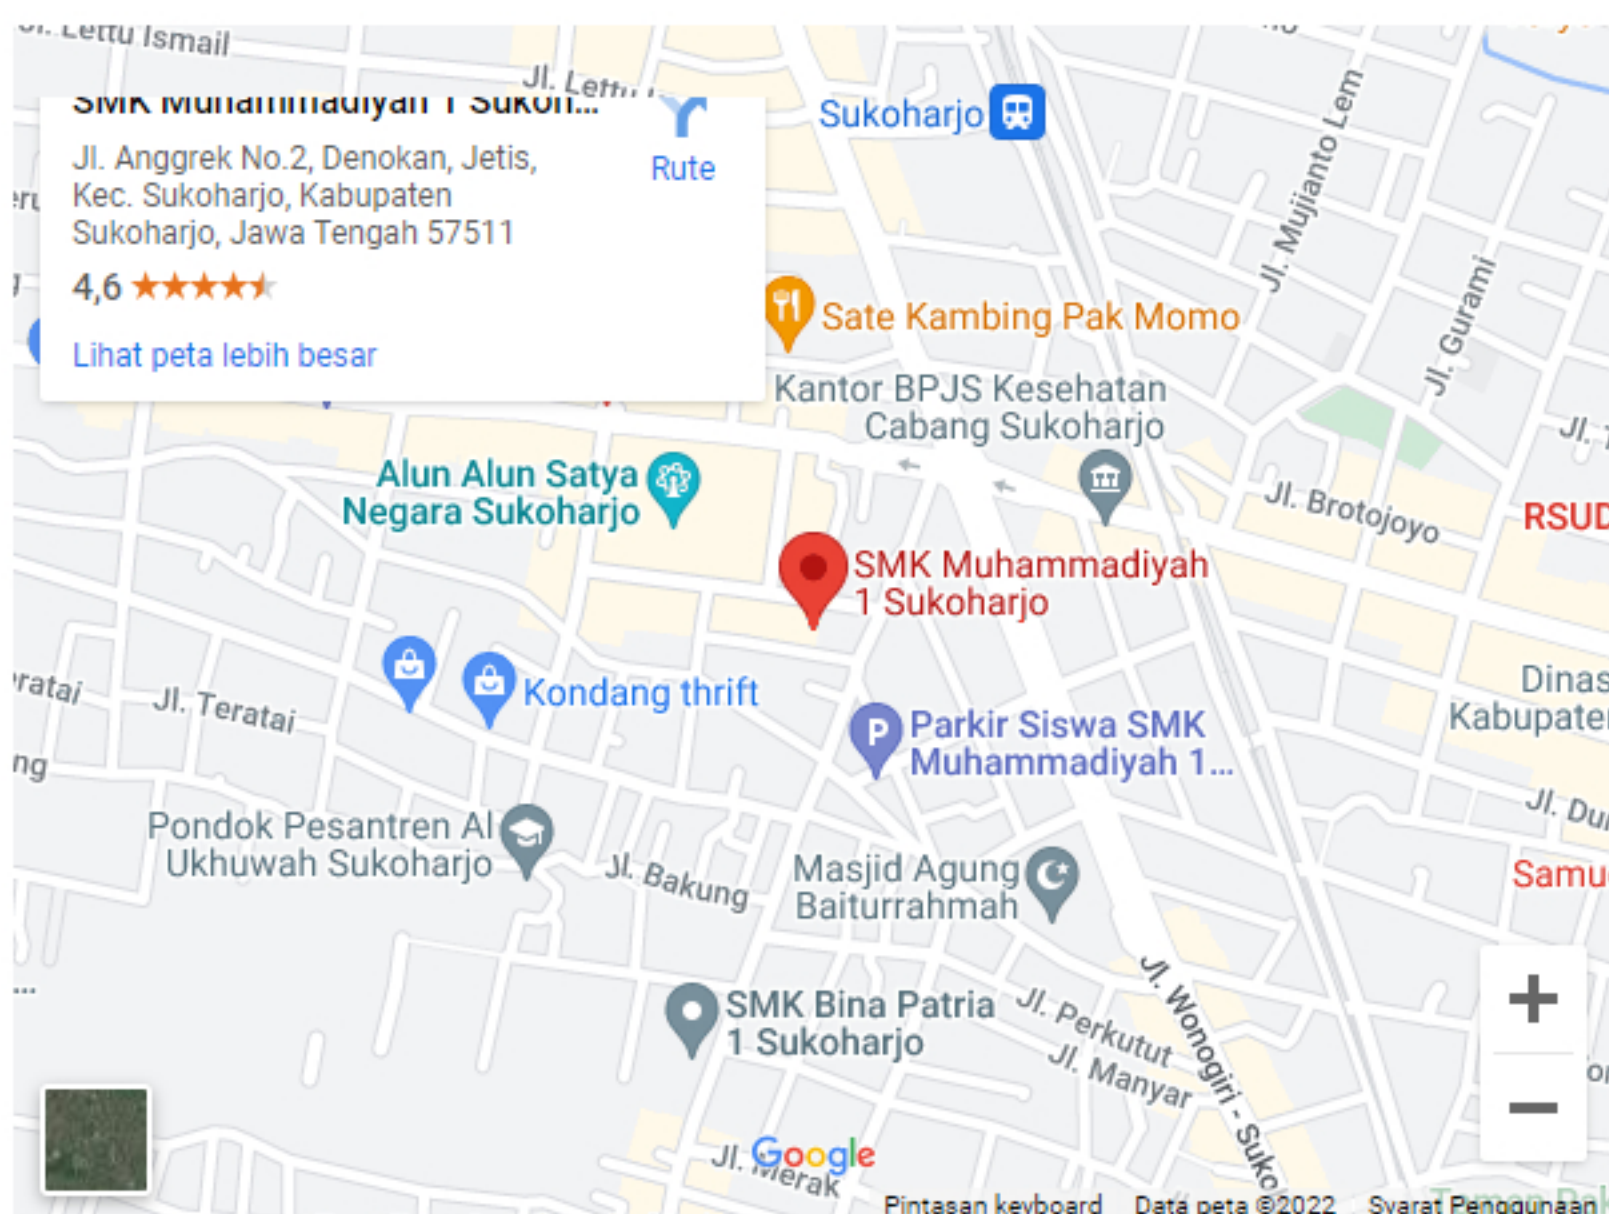 Jl. Lettu Ismail
Jl. Lettu
SMK Muhammadiyah 1 Sukoh...
Jl. Anggrek No.2, Denokan, Jetis,
Kec. Sukoharjo, Kabupaten
Sukoharjo, Jawa Tengah 57511
4,6
Lihat peta lebih besar
Rute
Sukoharjo
Jl. Mujianto Lem
Jl. Gurami
Sate Kambing Pak Momo
Kantor BPJS Kesehatan
Cabang Sukoharjo
Alun Alun Satya
Negara Sukoharjo
Jl. Brotojoyo
RSUD
SMK Muhammadiyah
1 Sukoharjo
Kondang thrift
Jl. Teratai
Dinas
Parkir Siswa SMK
Muhammadiyah 1...
Pondok Pesantren Al
Ukhuwah Sukoharjo
Jl. Bakung
Masjid Agung
Baiturrahmah
SMK Bina Patria
1 Sukoharjo
Jl. Perkutut
Jl. Manyar
Jl. Wonogiri - Suko
Jl. Merak
Google
Pintasan keyboard
Data peta ©2022
Syarat Penggunaan